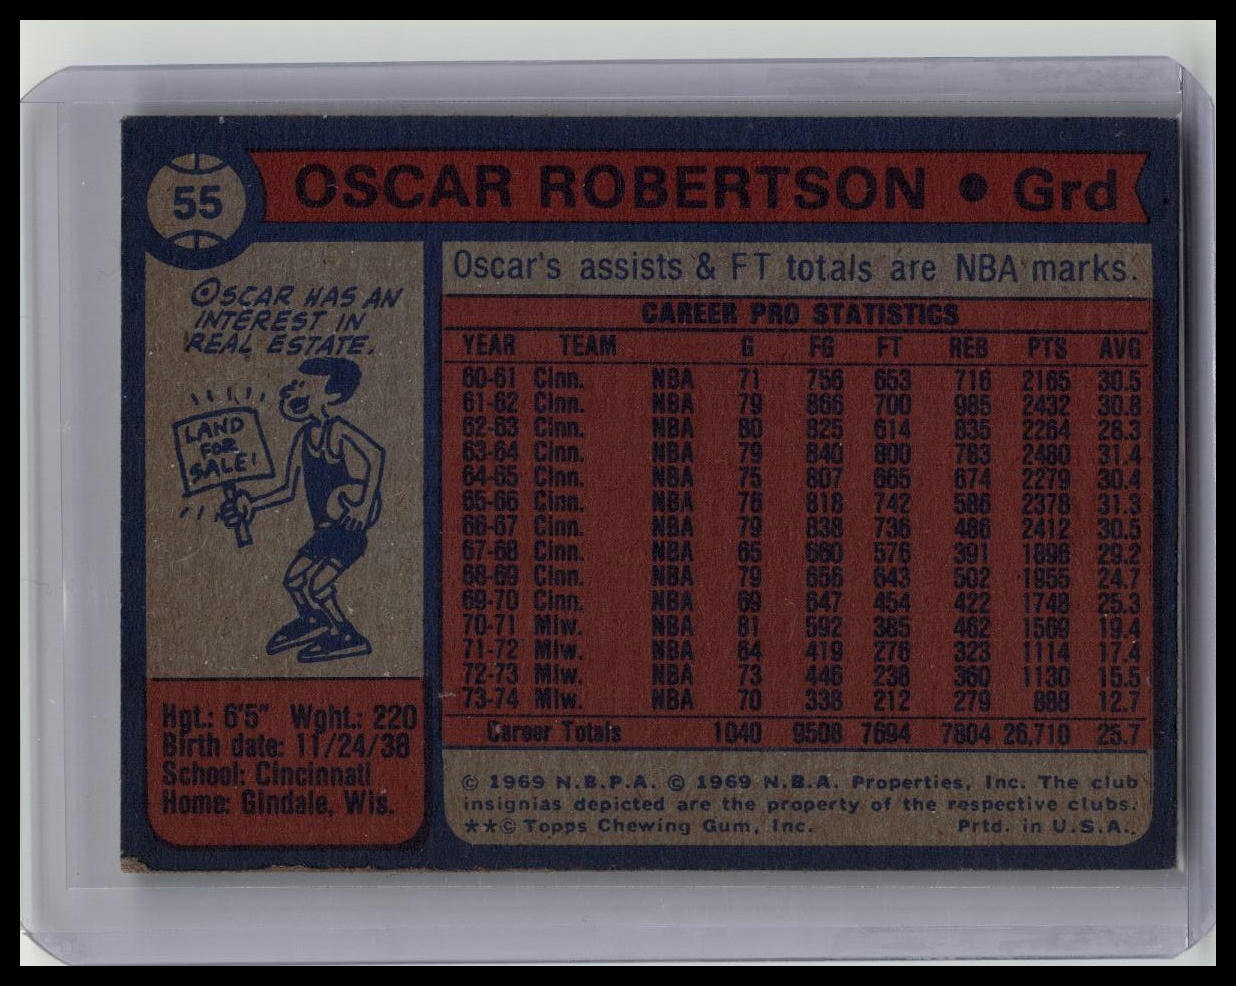 55
OSCAR ROBERTSON • Grd
OSCAR HAS AN
INTEREST IN
REAL ESTATE.
LAND
FOR
SALE!
Hgt.: 6'5" Wght.: 220
Birth date: 11/24/38
School: Cincinnati
Home: Gindale, Wis.
Oscar's assists & FT totals are NBA marks.
CAREER PRO STATISTICS
YEAR TEAM G FG FT REB PTS AVG
60-61 Cinn. NBA 71 756 653 716 2165 30.5
61-62 Cinn. NBA 79 866 700 985 2432 30.8
62-63 Cinn. NBA 80 825 614 835 2264 28.3
63-64 Cinn. NBA 79 840 800 783 2480 31.4
64-65 Cinn. NBA 75 807 665 674 2279 30.4
65-66 Cinn. NBA 76 818 742 586 2378 31.3
66-67 Cinn. NBA 79 838 736 486 2412 30.5
67-68 Cinn. NBA 65 660 576 391 1896 29.2
68-69 Cinn. NBA 79 656 643 502 1955 24.7
69-70 Cinn. NBA 69 647 454 422 1748 25.3
70-71 Miw. NBA 81 592 385 462 1569 19.4
71-72 Miw. NBA 64 419 276 323 1114 17.4
72-73 Miw. NBA 73 446 238 360 1130 15.5
73-74 Miw. NBA 70 338 212 279 888 12.7
Career Totals 1040 9508 7694 7804 26,710 25.7
© 1969 N.B.P.A. © 1969 N.B.A. Properties, Inc. The club
insignias depicted are the property of the respective clubs.
**© Topps Chewing Gum, Inc. Prtd. in U.S.A.